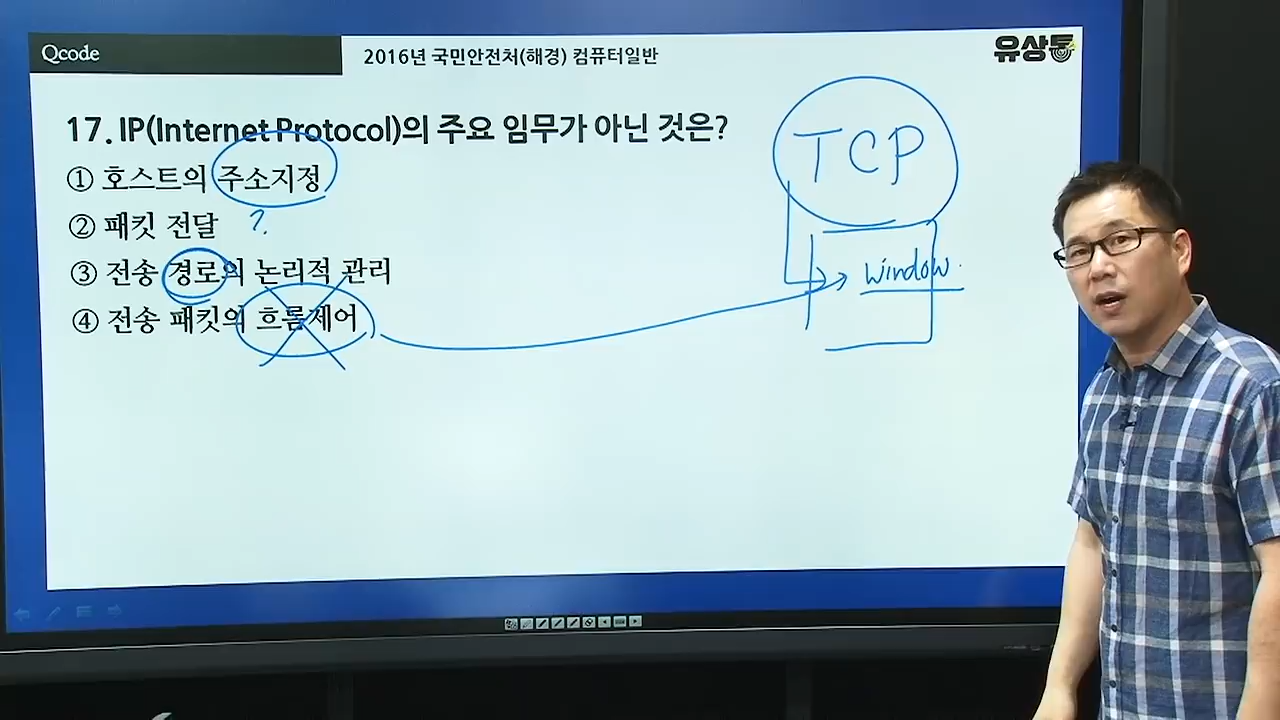 Qcode
2016년 국민안전처(해경) 컴퓨터일반
유상통
17. IP(Internet Protocol)의 주요 임무가 아닌 것은?
① 호스트의 주소지정
② 패킷 전달
③ 전송 경로의 논리적 관리
④ 전송 패킷의 흐름제어
?
TCP
window.